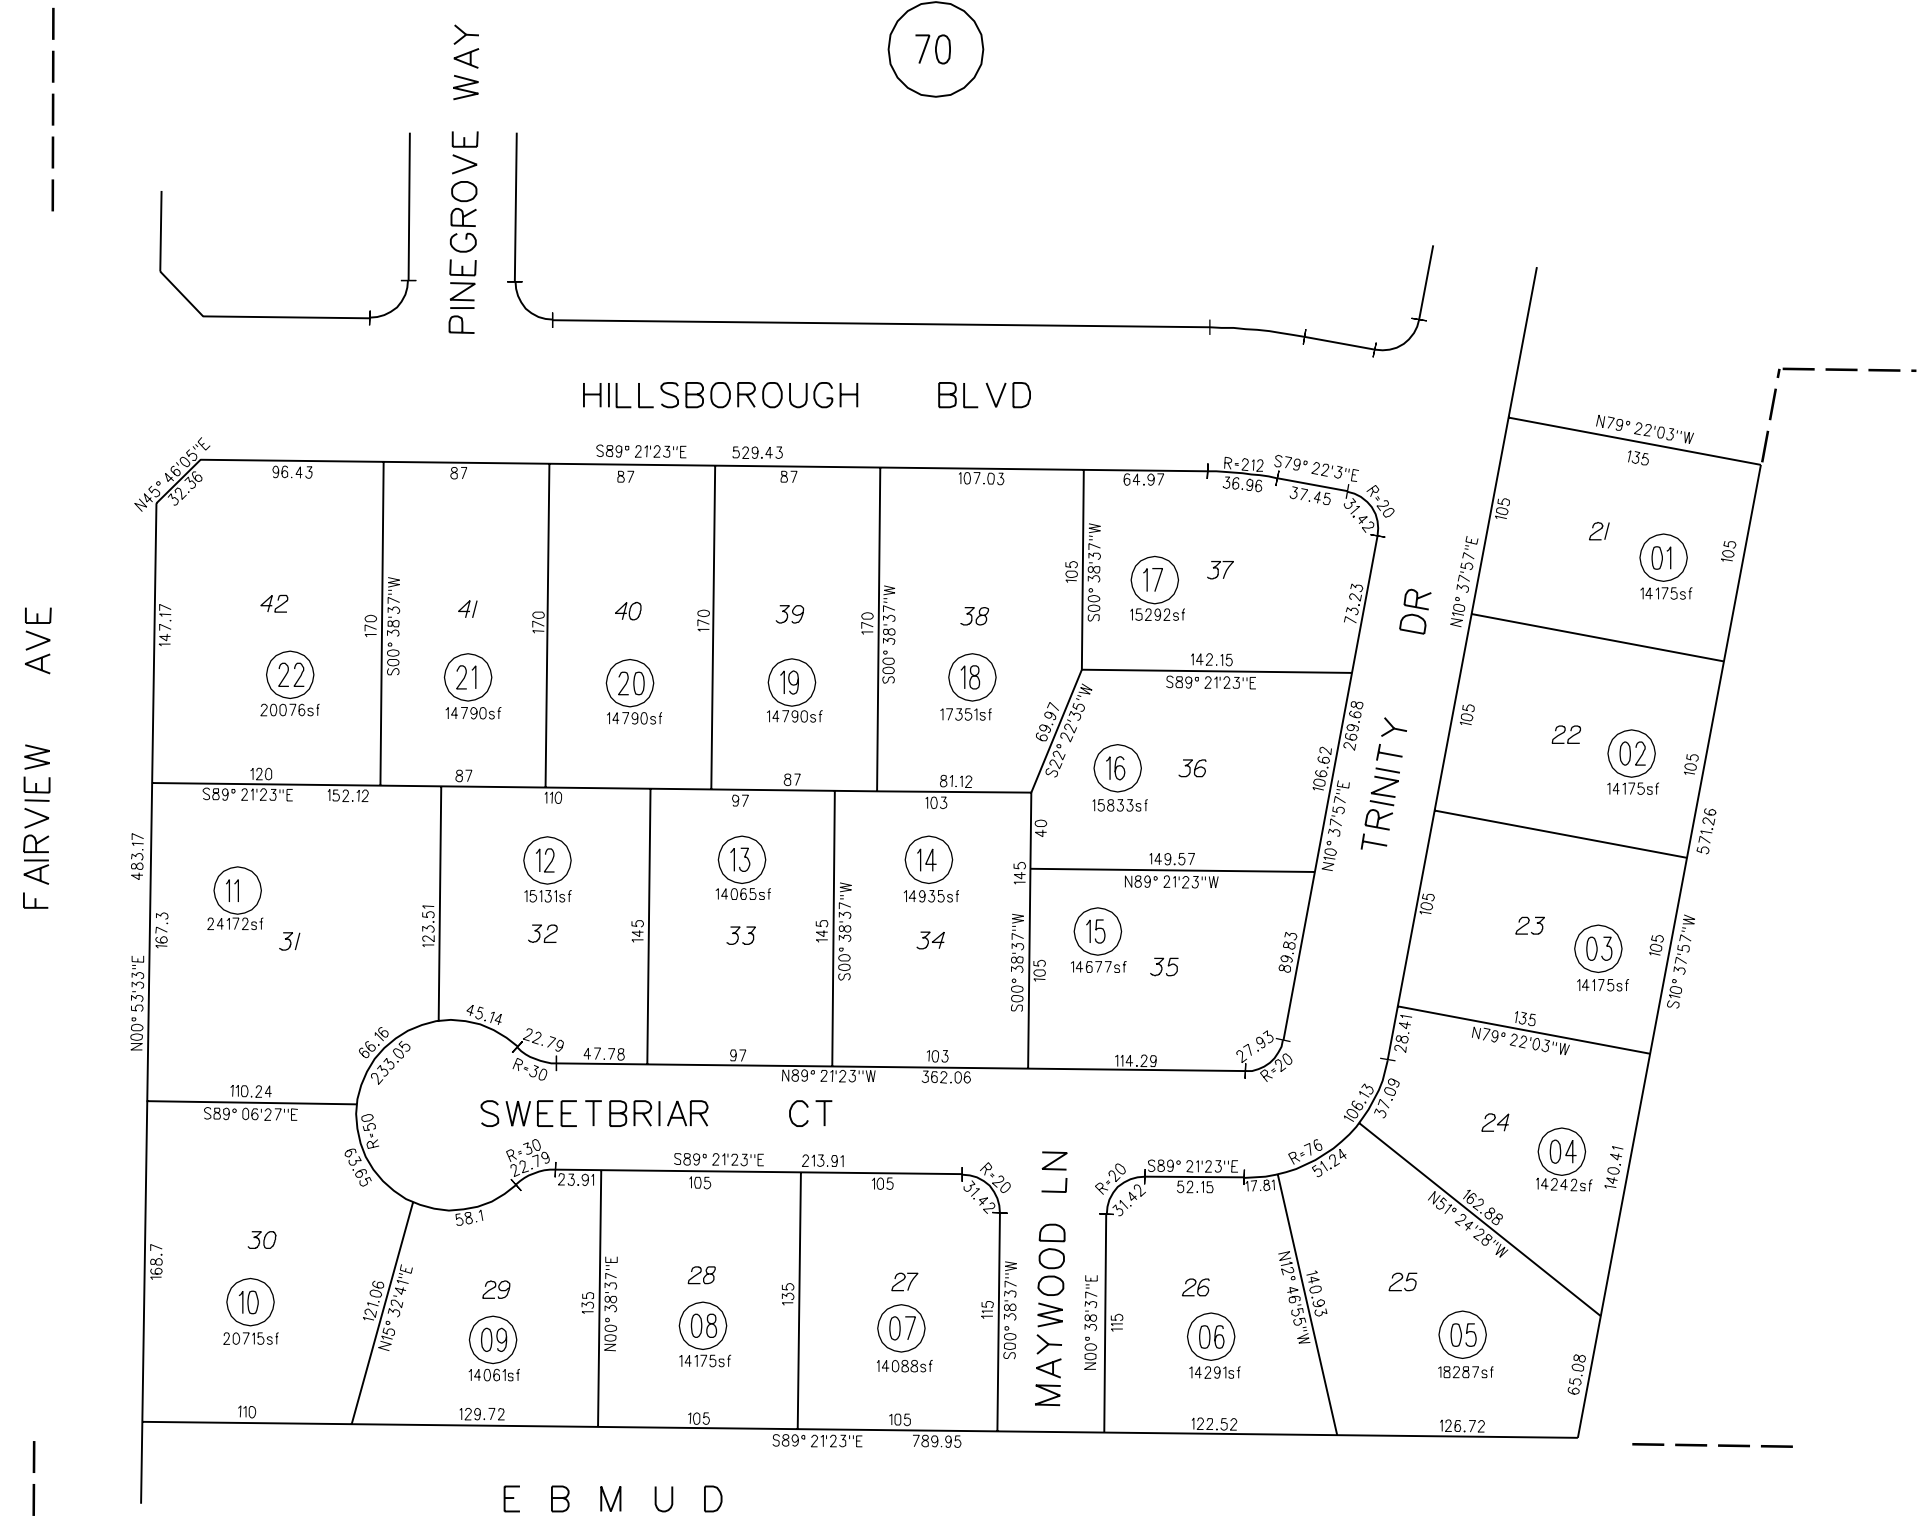 70
PINEGROVE WAY
HILLSBOROUGH BLVD
FAIRVIEW AVE
TRINITY DR
SWEETBRIAR CT
MAYWOOD LN
E B M U D
N45° 46'05"E
32.36
S89° 21'23"E 529.43
96.43
87
87
87
107.03
64.97
R=212
36.96
S79° 22'3"E
37.45
R=20
31.42
147.17
42
22
20076sf
170
S00° 38'37"W
41
21
14790sf
170
40
20
14790sf
170
39
19
14790sf
170
S00° 38'37"W
38
18
17351sf
105
S00° 38'37"W
17
37
15292sf
73.23
142.15
S89° 21'23"E
69.97
S22° 22'35"W
16
36
15833sf
106.62
269.68
N10° 37'57"E
N79° 22'03"W
135
105
21
01
14175sf
105
N10° 37'57"E
105
22
02
14175sf
105
571.26
105
23
03
14175sf
105
S10° 37'57"W
135
N79° 22'03"W
120
S89° 21'23"E 152.12
87
110
87
97
81.12
103
40
149.57
N89° 21'23"W
483.17
N00° 53'33"E
167.3
11
24172sf
31
123.51
12
15131sf
32
145
13
14065sf
33
145
S00° 38'37"W
14
14935sf
34
145
S00° 38'37"W
105
15
14677sf
35
89.83
27.93
R=20
114.29
45.14
22.79
R=30
47.78
97
103
N89° 21'23"W 362.06
66.16
233.05
110.24
S89° 06'27"E
R=50
63.65
58.1
R=30
22.79
23.91
S89° 21'23"E 213.91
105
105
R=20
31.42
R=20
31.42
S89° 21'23"E
52.15
17.81
R=76
51.24
106.13
37.09
28.41
24
04
14242sf
140.41
162.88
N51° 24'28"W
168.7
30
10
20715sf
121.06
N15° 32'41"E
29
09
14061sf
135
N00° 38'37"E
28
08
14175sf
135
27
07
14088sf
115
S00° 38'37"W
N00° 38'37"E
115
26
06
14291sf
N12° 46'55"W
140.93
25
05
18287sf
65.08
110
129.72
105
105
122.52
126.72
S89° 21'23"E 789.95